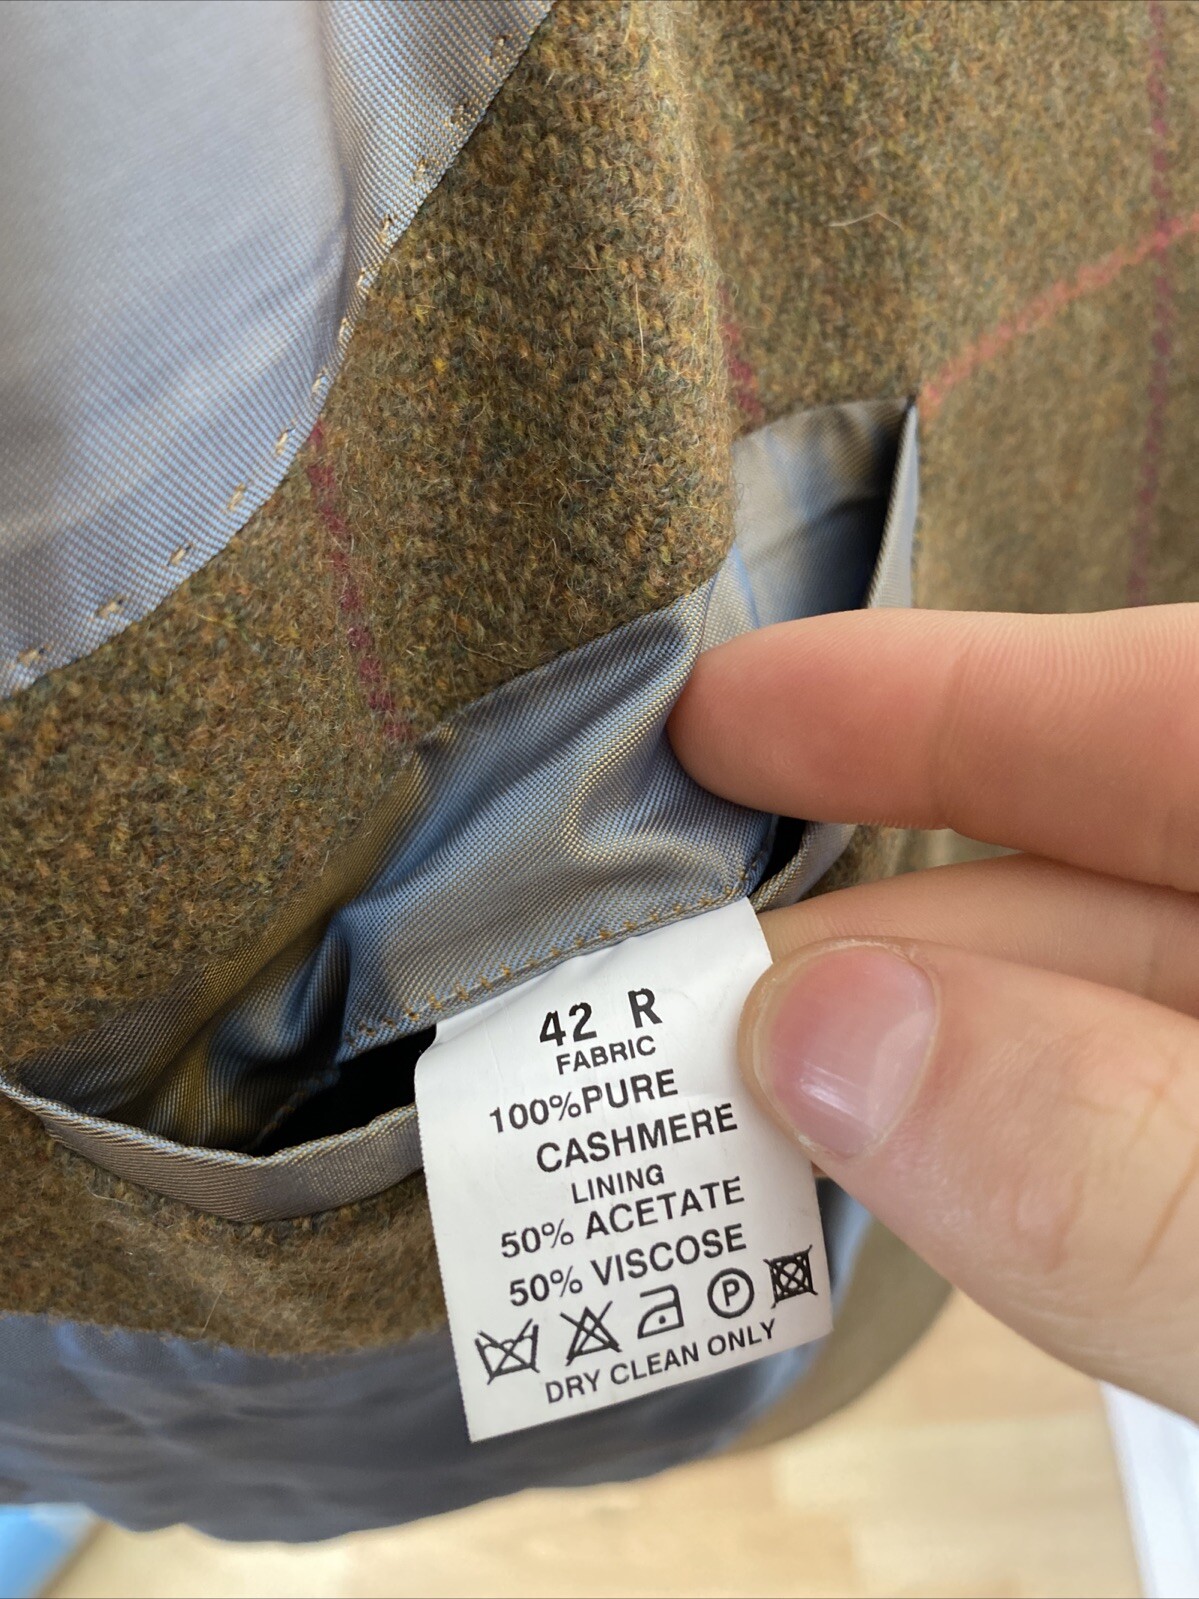 42 R
FABRIC
100%PURE
CASHMERE
LINING
50% ACETATE
50% VISCOSE
P
DRY CLEAN ONLY